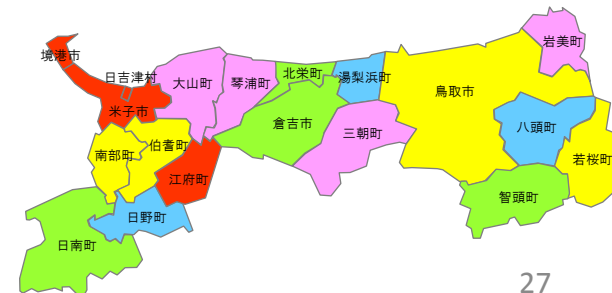 境港市
日吉津村
米子市
大山町
琴浦町
北栄町
湯梨浜町
岩美町
鳥取市
倉吉市
三朝町
八頭町
若桜町
智頭町
南部町
伯耆町
江府町
日野町
日南町
27